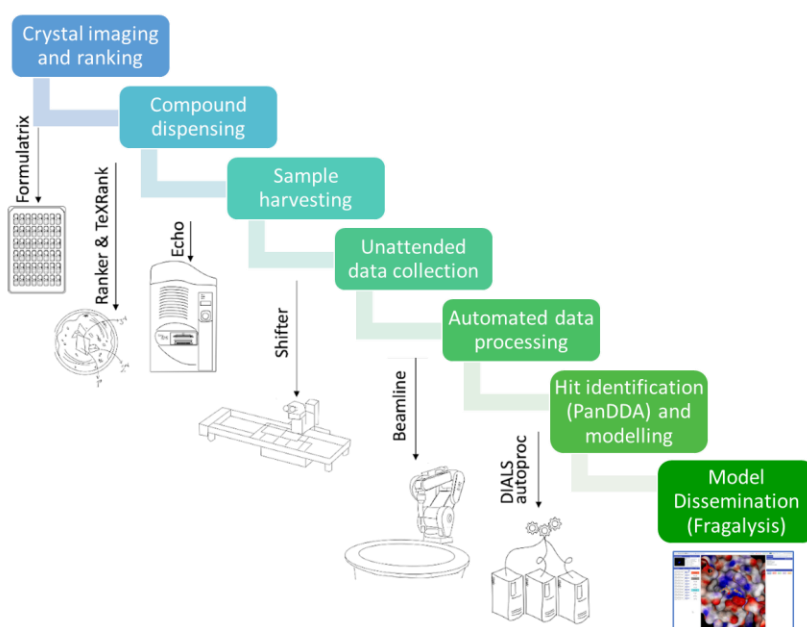 Crystal imaging
and ranking
Compound
dispensing
Sample
harvesting
Unattended
data collection
Automated data
processing
Hit identification
(PanDDA) and
modelling
Model
Dissemination
(Fragalysis)
Formulatrix
Ranker & TeXRank
Echo
Shifter
Beamline
DIALS
autoproc